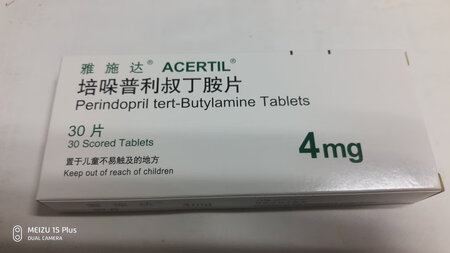 雅施达® ACERTIL®
培哚普利叔丁胺片
Perindopril tert-Butylamine Tablets
30 片
30 Scored Tablets
4mg
置于儿童不易触及的地方
Keep out of reach of children
4mg
MEIZU 15 Plus
DUAL CAMERA